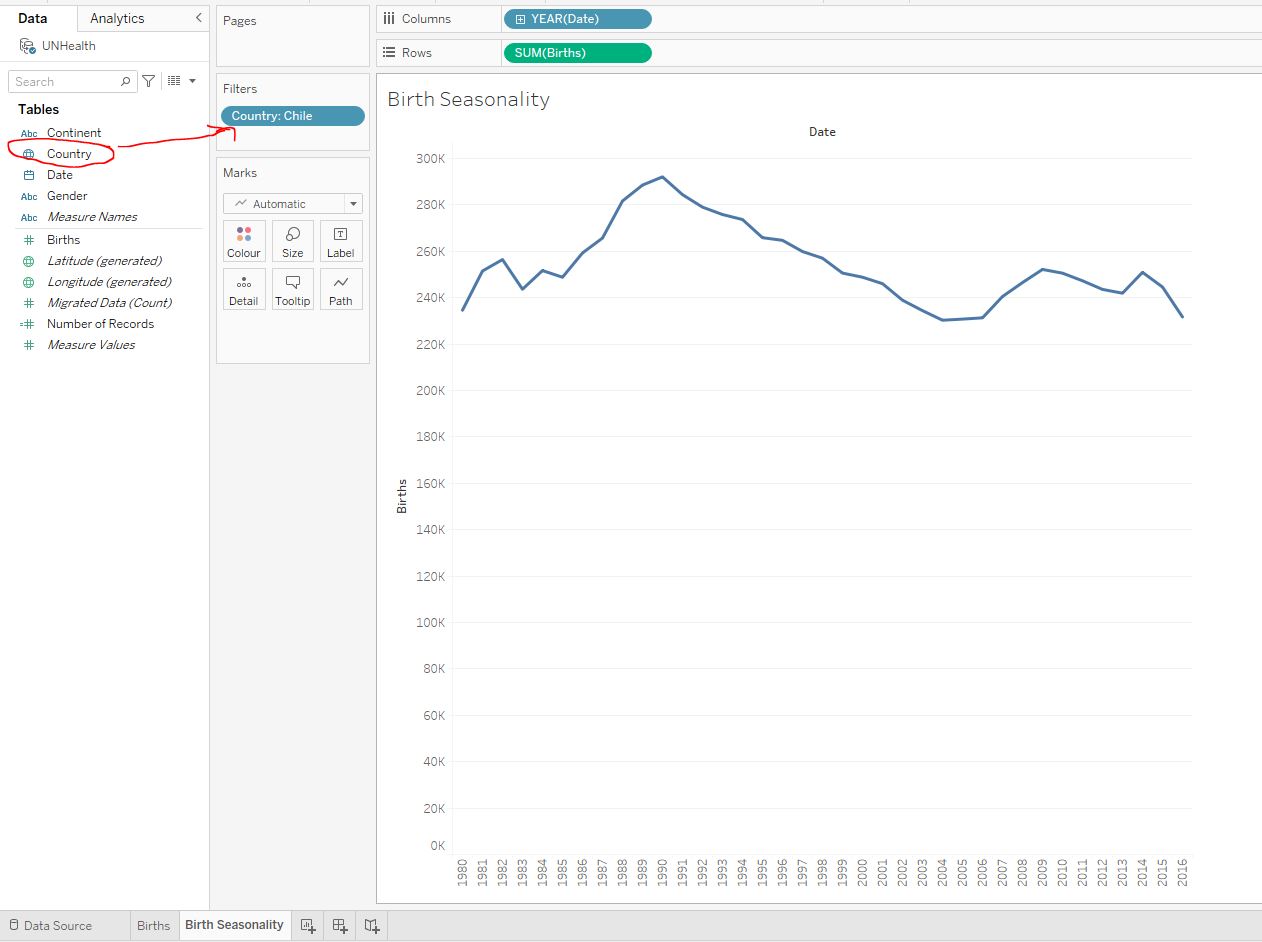 Data
Analytics
UNHealth
Search
Tables
Abc Continent
Country
Date
Abc Gender
Abc Measure Names
Births
Latitude (generated)
Longitude (generated)
Migrated Data (Count)
Number of Records
Measure Values
Pages
Filters
Country: Chile
Marks
Automatic
Colour Size Label
Detail Tooltip Path
Columns YEAR(Date)
Rows SUM(Births)
Birth Seasonality
Date
Births
300K
280K
260K
240K
220K
200K
180K
160K
140K
120K
100K
80K
60K
40K
20K
0K
1980 1981 1982 1983 1984 1985 1986 1987 1988 1989 1990 1991 1992 1993 1994 1995 1996 1997 1998 1999 2000 2001 2002 2003 2004 2005 2006 2007 2008 2009 2010 2011 2012 2013 2014 2015 2016
Data Source Births Birth Seasonality